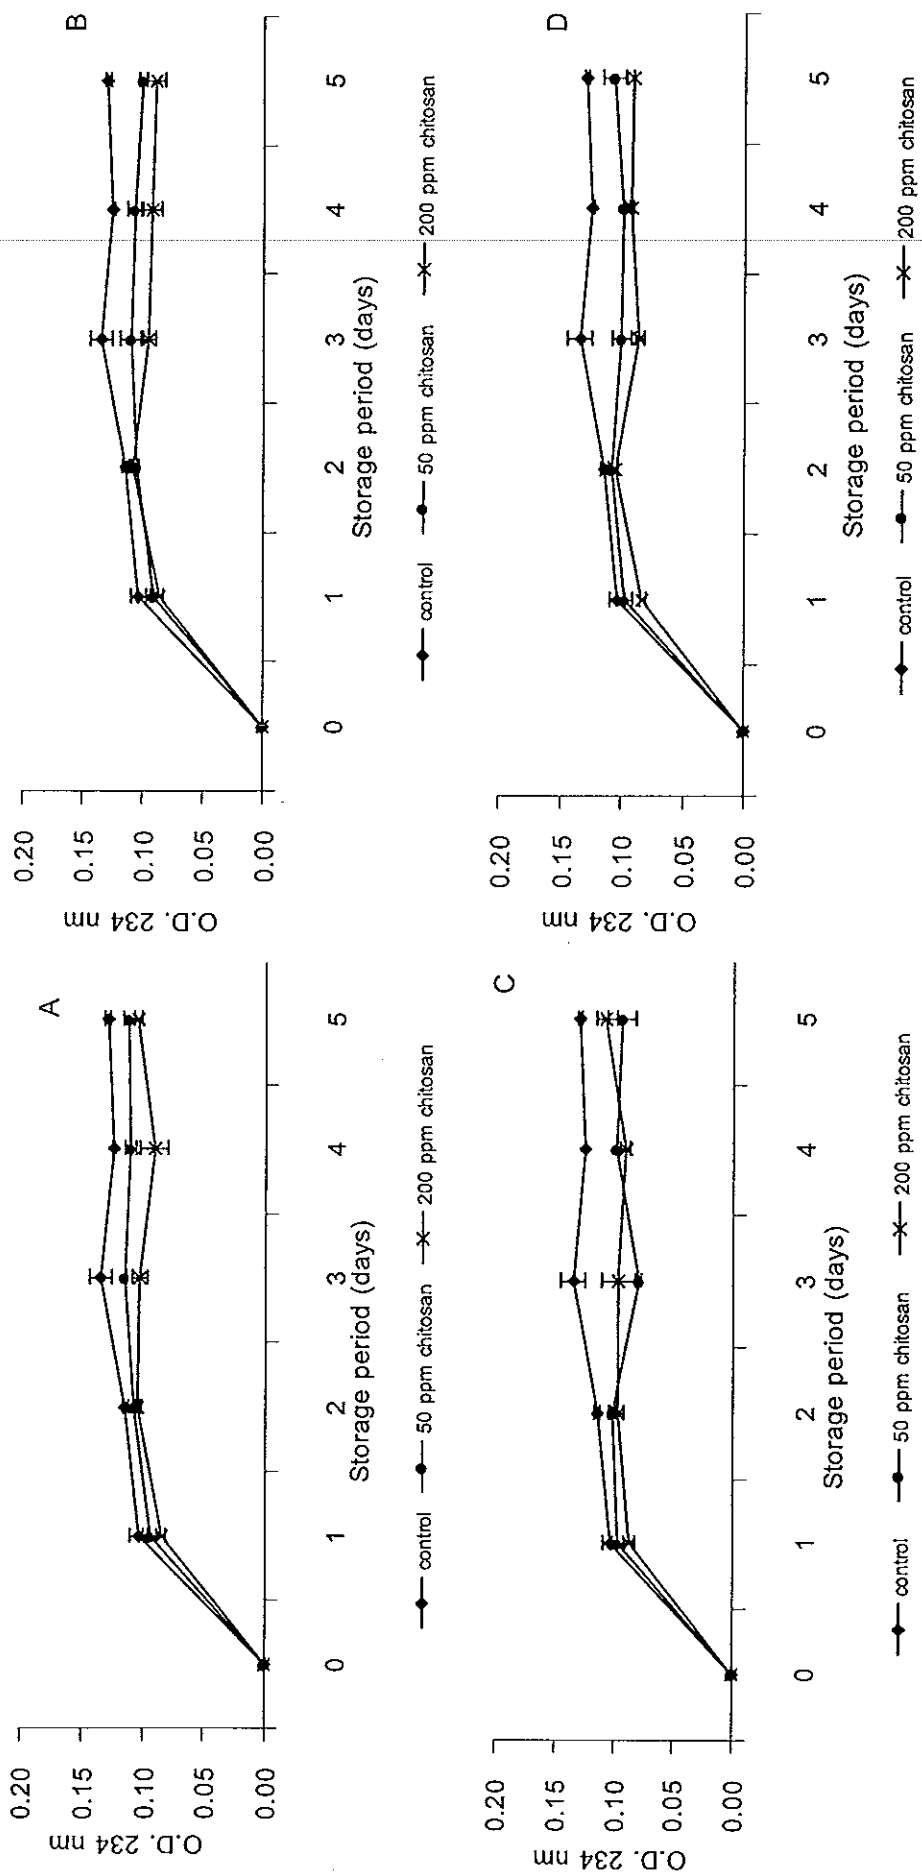 A
O.D. 234 nm
0.20
0.15
0.10
0.05
0.00
0 1 2 3 4 5
Storage period (days)
control 50 ppm chitosan 200 ppm chitosan
B
O.D. 234 nm
0.20
0.15
0.10
0.05
0.00
0 1 2 3 4 5
Storage period (days)
control 50 ppm chitosan 200 ppm chitosan
C
O.D. 234 nm
0.20
0.15
0.10
0.05
0.00
0 1 2 3 4 5
Storage period (days)
control 50 ppm chitosan 200 ppm chitosan
D
O.D. 234 nm
0.20
0.15
0.10
0.05
0.00
0 1 2 3 4 5
Storage period (days)
control 50 ppm chitosan 200 ppm chitosan